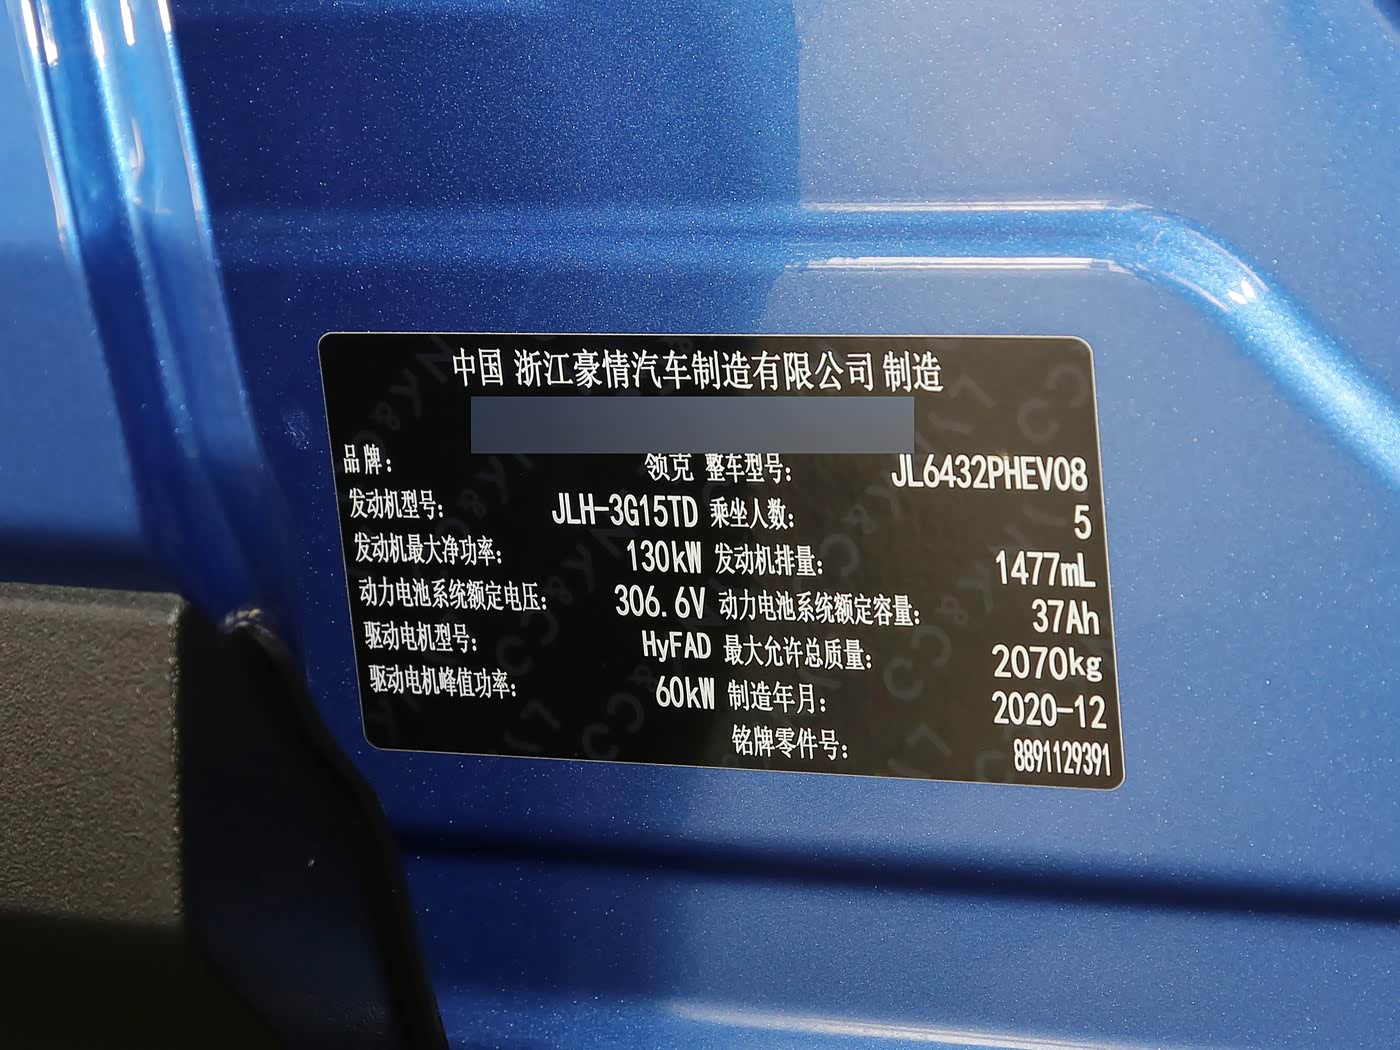 中国 浙江豪情汽车制造有限公司 制造
品牌: 领克 整车型号: JL6432PHEV08
发动机型号: JLH-3G15TD 乘坐人数: 5
发动机最大净功率: 130kW 发动机排量: 1477mL
动力电池系统额定电压: 306.6V 动力电池系统额定容量: 37Ah
驱动电机型号: HyFAD 最大允许总质量: 2070kg
驱动电机峰值功率: 60kW 制造年月: 2020-12
铭牌零件号: 8891129391